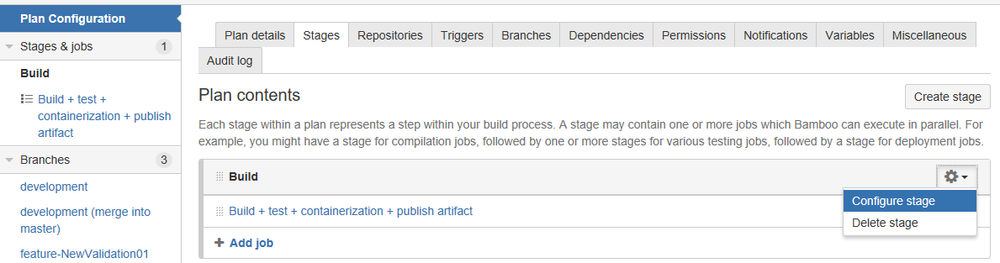 Plan Configuration
Stages & jobs 1
Build
Build + test +
containerization + publish
artifact
Branches 3
development
development (merge into
master)
feature-NewValidation01
Plan details Stages Repositories Triggers Branches Dependencies Permissions Notifications Variables Miscellaneous
Audit log
Plan contents
Create stage
Each stage within a plan represents a step within your build process. A stage may contain one or more jobs which Bamboo can execute in parallel. For
example, you might have a stage for compilation jobs, followed by one or more stages for various testing jobs, followed by a stage for deployment jobs.
Build
Configure stage
Delete stage
Build + test + containerization + publish artifact
Add job